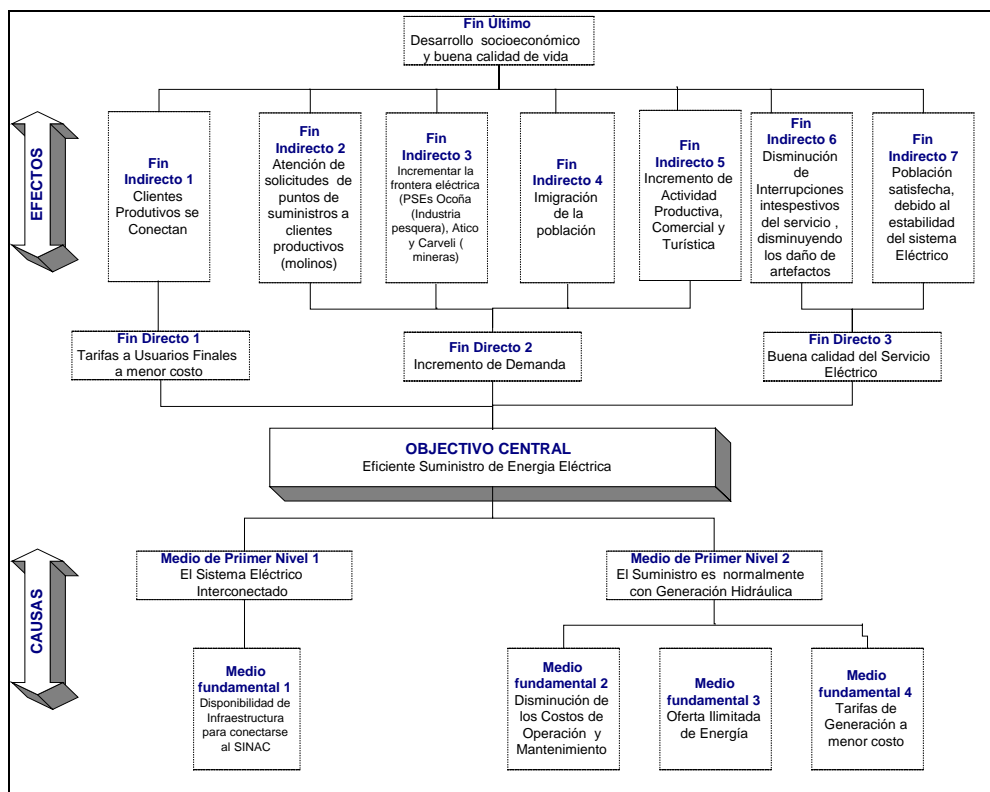 Fin Último
Desarrollo socioeconómico
y buena calidad de vida
EFECTOS
Fin
Indirecto 1
Clientes
Produtivos se
Conectan
Fin
Indirecto 2
Atención de
solicitudes de
puntos de
suministros a
clientes
productivos
(molinos)
Fin
Indirecto 3
Incrementar la
frontera eléctrica
(PSEs Ocoña
(Industria
pesquera), Atico
y Carveli (
mineras)
Fin
Indirecto 4
Imigración de
la
población
Fin
Indirecto 5
Incremento de
Actividad
Productiva,
Comercial y
Turística
Fin
Indirecto 6
Disminución
de
Interrupciones
intespestivos
del servicio ,
disminuyendo
los daño de
artefactos
Fin
Indirecto 7
Población
satisfecha,
debido al
estabilidad
del sistema
Eléctrico
Fin Directo 1
Tarifas a Usuarios Finales
a menor costo
Fin Directo 2
Incremento de Demanda
Fin Directo 3
Buena calidad del Servicio
Eléctrico
OBJECTIVO CENTRAL
Eficiente Suministro de Energia Eléctrica
CAUSAS
Medio de Priimer Nivel 1
El Sistema Eléctrico
Interconectado
Medio de Priimer Nivel 2
El Suministro es normalmente
con Generación Hidráulica
Medio
fundamental 1
Disponibilidad de
Infraestructura
para conectarse
al SINAC
Medio
fundamental 2
Disminución de
los Costos de
Operación y
Mantenimiento
Medio
fundamental 3
Oferta Ilimitada
de Energía
Medio
fundamental 4
Tarifas de
Generación a
menor costo